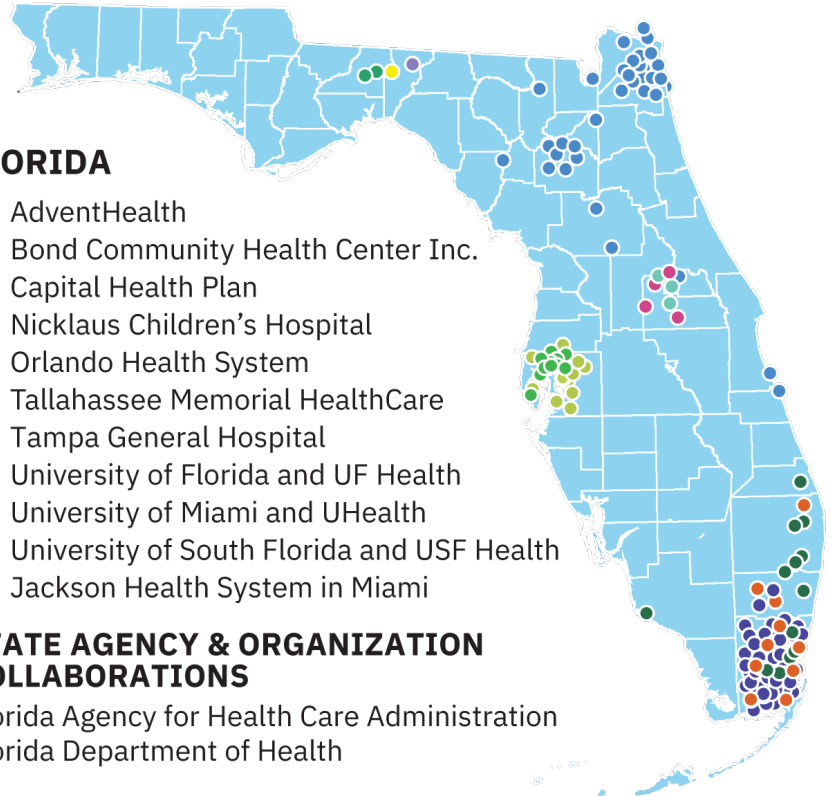 ORIDA
AdventHealth
Bond Community Health Center Inc.
Capital Health Plan
Nicklaus Children’s Hospital
Orlando Health System
Tallahassee Memorial HealthCare
Tampa General Hospital
University of Florida and UF Health
University of Miami and UHealth
University of South Florida and USF Health
Jackson Health System in Miami
TATE AGENCY & ORGANIZATION
OLLABORATIONS
orida Agency for Health Care Administration
orida Department of Health